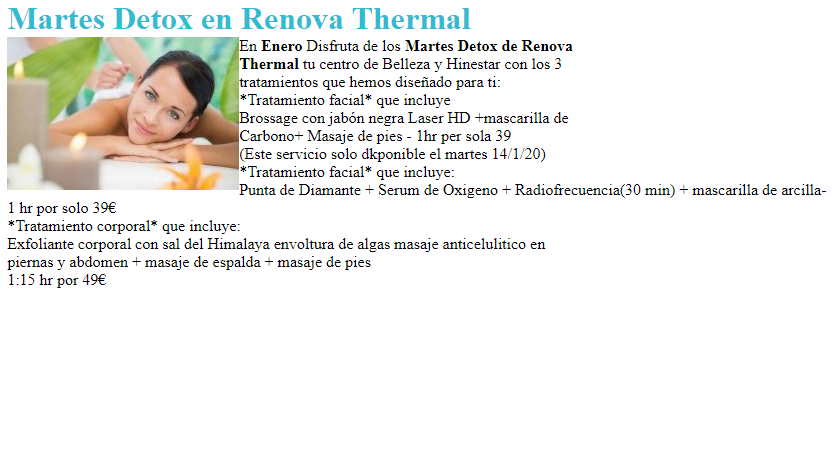 Martes Detox en Renova Thermal
En Enero Disfruta de los Martes Detox de Renova
Thermal tu centro de Belleza y Hinestar con los 3
tratamientos que hemos diseñado para ti:
*Tratamiento facial* que incluye
Brossage con jabón negra Laser HD +mascarilla de
Carbono+ Masaje de pies - 1hr per sola 39
(Este servicio solo dkponible el martes 14/1/20)
*Tratamiento facial* que incluye:
Punta de Diamante + Serum de Oxigeno + Radiofrecuencia(30 min) + mascarilla de arcilla-
1 hr por solo 39€
*Tratamiento corporal* que incluye:
Exfoliante corporal con sal del Himalaya envoltura de algas masaje anticelulitico en
piernas y abdomen + masaje de espalda + masaje de pies
1:15 hr por 49€